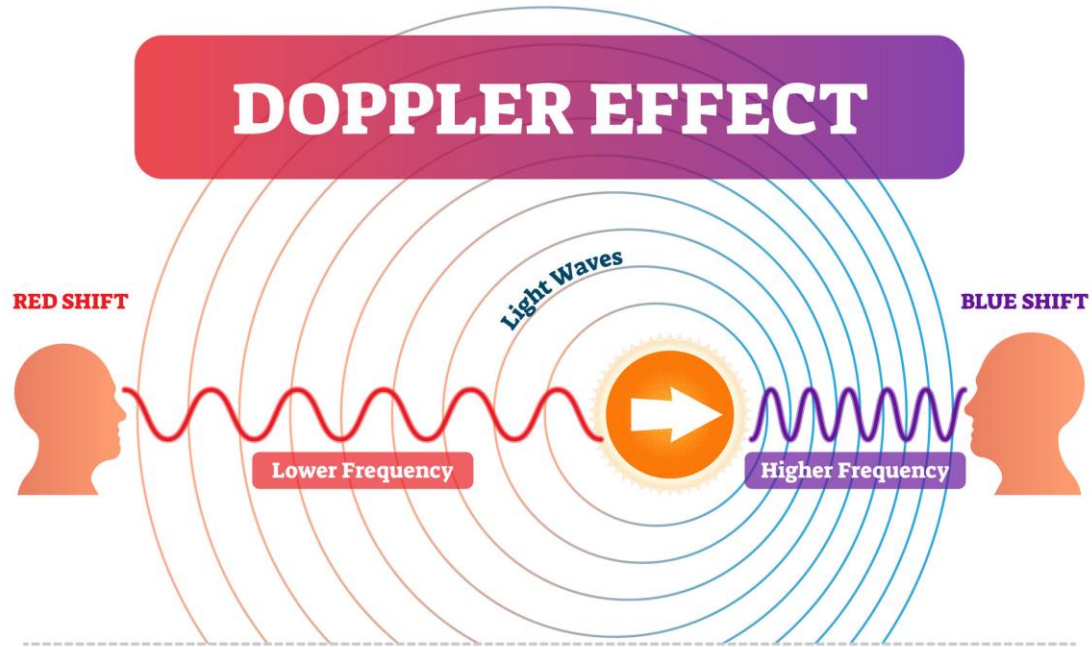 DOPPLER EFFECT
Light Waves
RED SHIFT
BLUE SHIFT
Lower Frequency
Higher Frequency